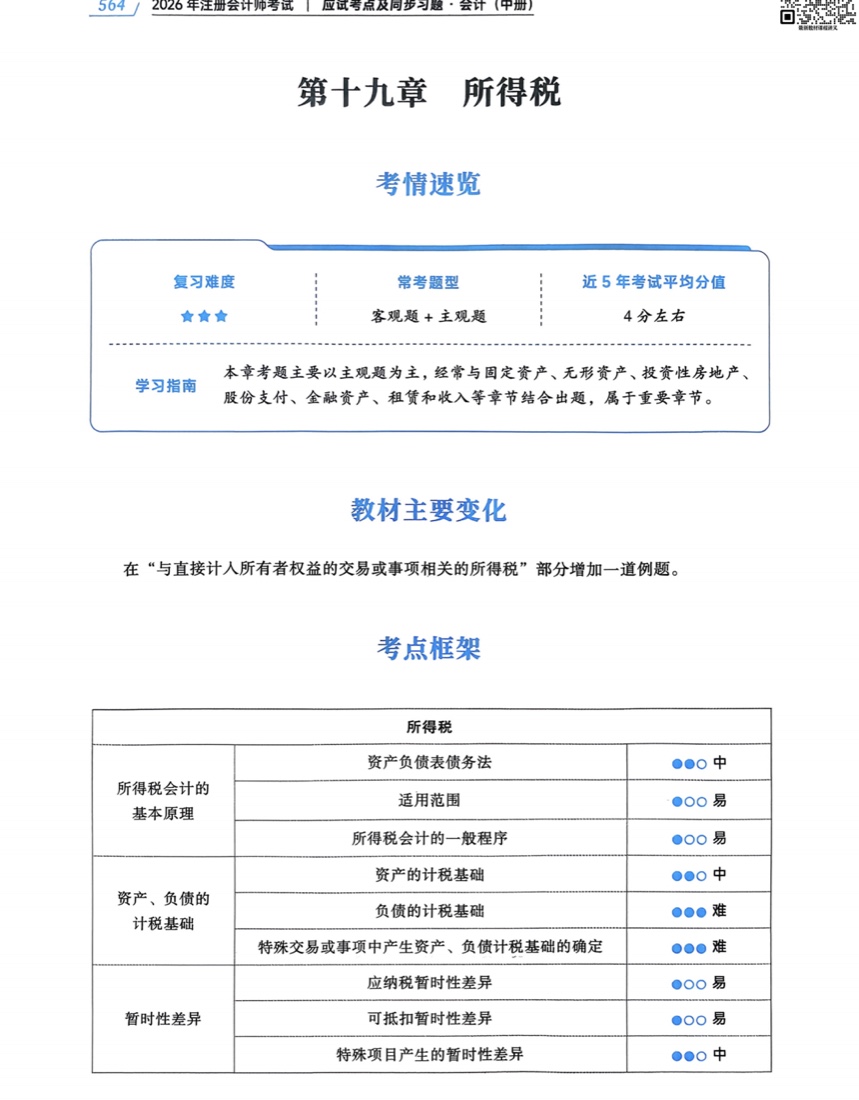 564 2026 年注册会计师考试 | 应试考点及同步习题·会计（中册）
第十九章 所得税
考情速览
复习难度 常考题型 近 5 年考试平均分值
★★★ 客观题 + 主观题 4 分左右
学习指南
本章考题主要以主观题为主，经常与固定资产、无形资产、投资性房地产、
股份支付、金融资产、租赁和收入等章节结合出题，属于重要章节。
教材主要变化
在“与直接计人所有者权益的交易或事项相关的所得税”部分增加一道例题。
考点框架
所得税
所得税会计的
基本原理
资产负债表债务法 ●●○ 中
适用范围 ●○○ 易
所得税会计的一般程序 ●○○ 易
资产、负债的
计税基础
资产的计税基础 ●●○ 中
负债的计税基础 ●●● 难
特殊交易或事项中产生资产、负债计税基础的确定 ●●● 难
暂时性差异
应纳税暂时性差异 ●○○ 易
可抵扣暂时性差异 ●○○ 易
特殊项目产生的暂时性差异 ●●○ 中